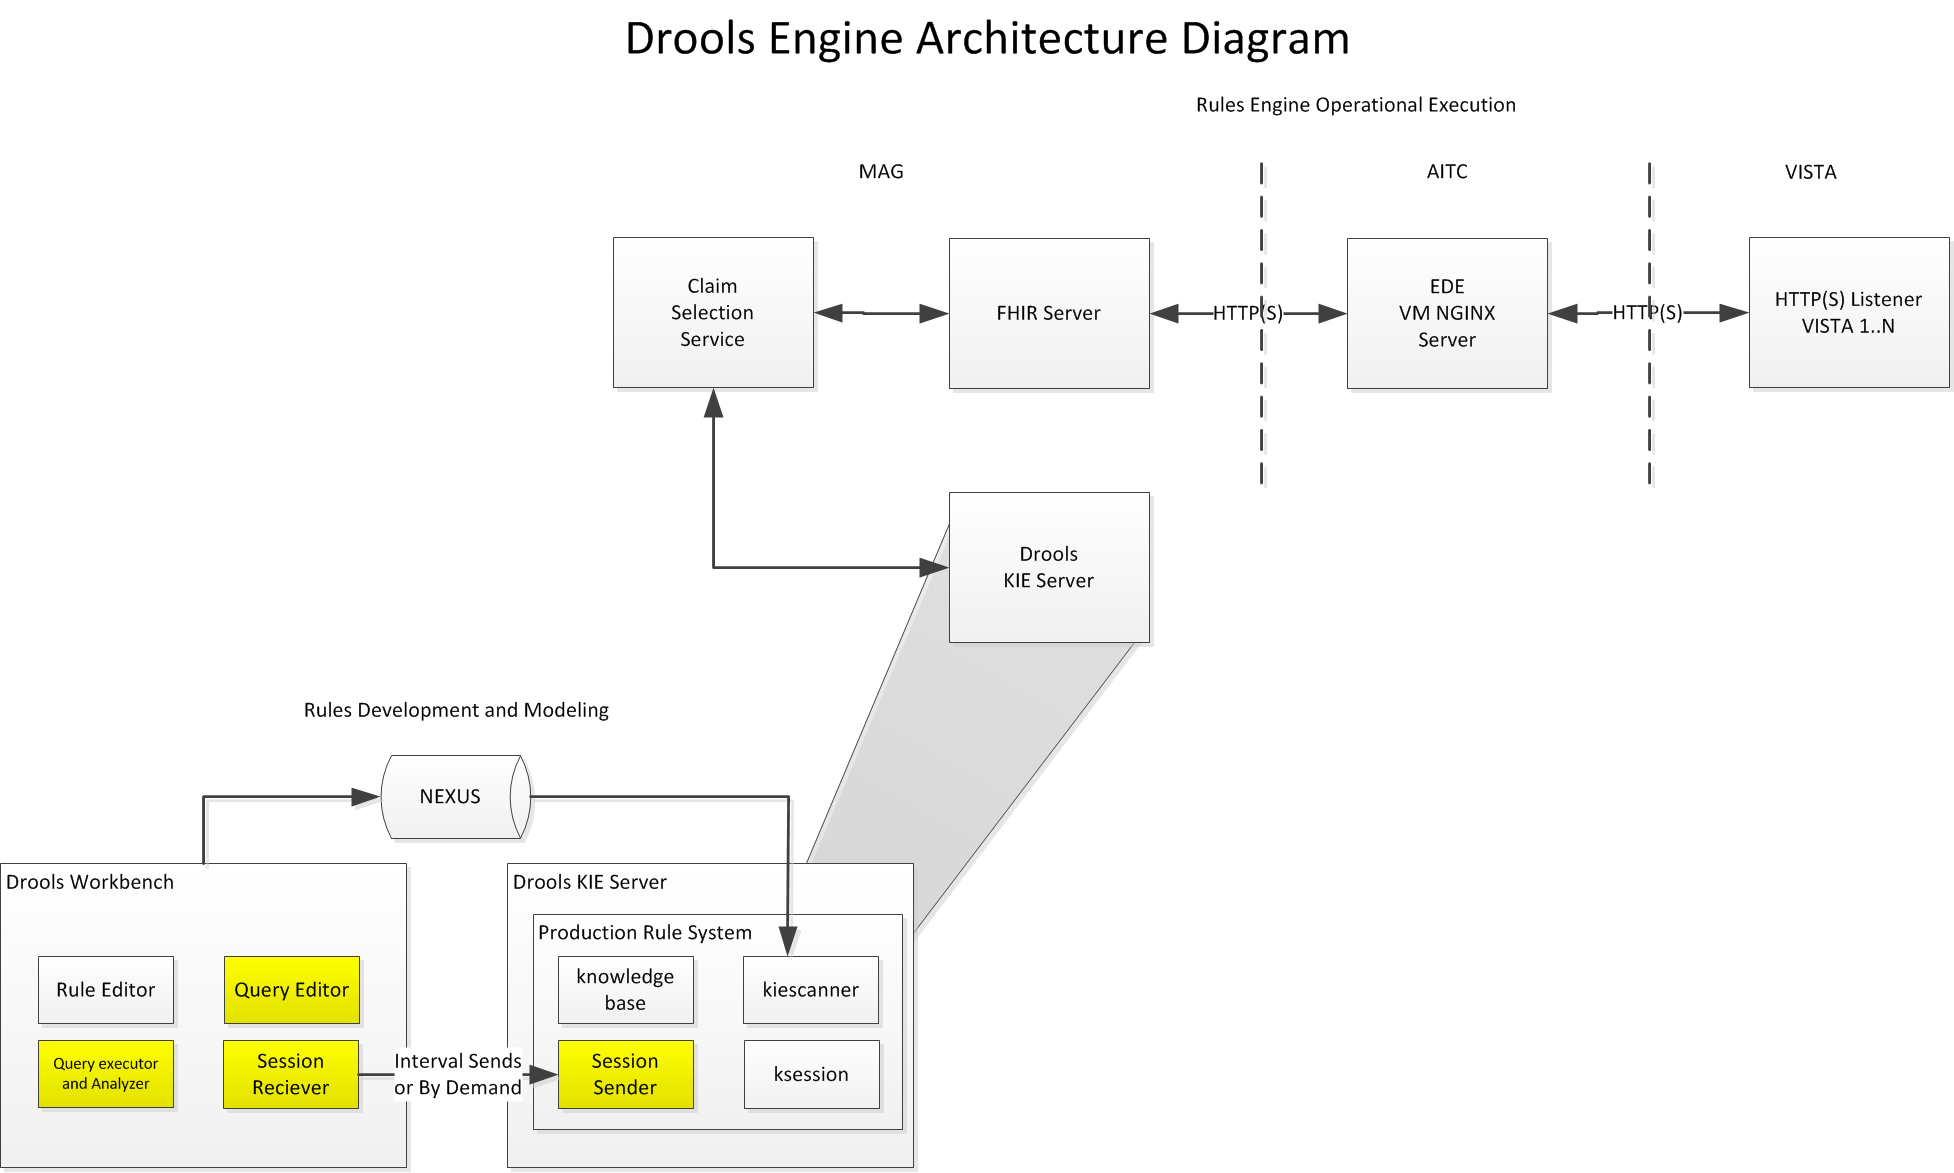 Drools Engine Architecture Diagram
Rules Engine Operational Execution
MAG
AITC
VISTA
Claim
Selection
Service
FHIR Server
HTTP(S)
EDE
VM NGINX
Server
HTTP(S)
HTTP(S) Listener
VISTA 1..N
Drools
KIE Server
Rules Development and Modeling
NEXUS
Drools Workbench
Rule Editor
Query Editor
Query executor
and Analyzer
Session
Reciever
Interval Sends
or By Demand
Drools KIE Server
Production Rule System
knowledge
base
kiescanner
Session
Sender
ksession